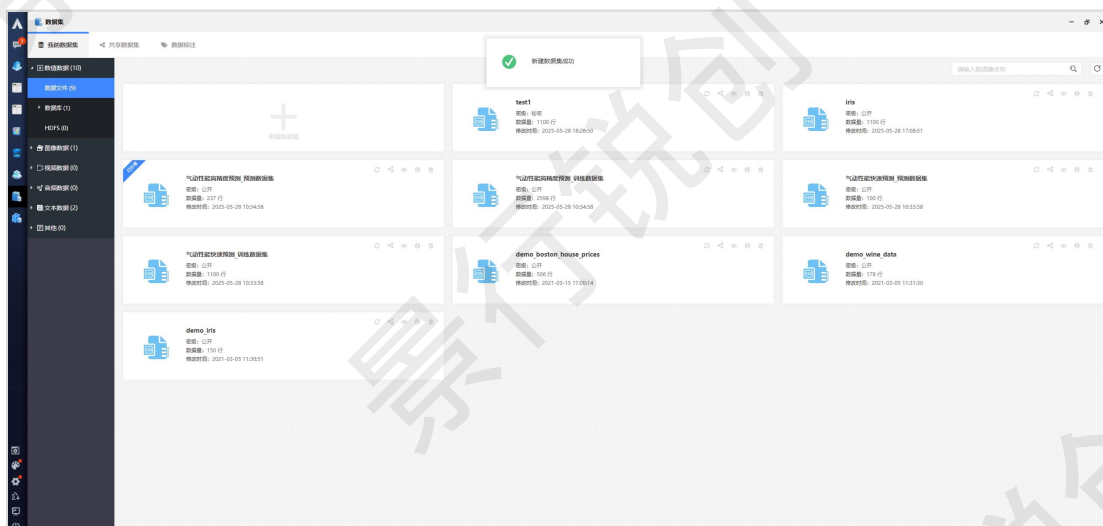 数据集
我的数据集
共享数据集
数据标注
新建数据集成功
请输入数据集名称
数值数据 (10)
数据文件 (9)
数据库 (1)
HDFS (0)
图像数据 (1)
视频数据 (0)
音频数据 (0)
文本数据 (2)
其他 (0)
新建数据集
test1
密级：秘密
数据量：1100 行
修改时间：2025-05-28 18:28:53
iris
密级：公开
数据量：1100 行
修改时间：2025-05-28 17:08:51
已分享
气动性能高精度预测_预测数据集
密级：公开
数据量：237 行
修改时间：2025-05-28 10:34:58
气动性能高精度预测_训练数据集
密级：公开
数据量：2598 行
修改时间：2025-05-28 10:34:58
气动性能快速预测_预测数据集
密级：公开
数据量：100 行
修改时间：2025-05-28 10:33:58
气动性能快速预测_训练数据集
密级：公开
数据量：1100 行
修改时间：2025-05-28 10:33:58
demo_boston_house_prices
密级：公开
数据量：506 行
修改时间：2021-03-15 17:00:14
demo_wine_data
密级：公开
数据量：178 行
修改时间：2021-03-05 11:31:30
demo_iris
密级：公开
数据量：150 行
修改时间：2021-03-05 11:30:51
景行锐创